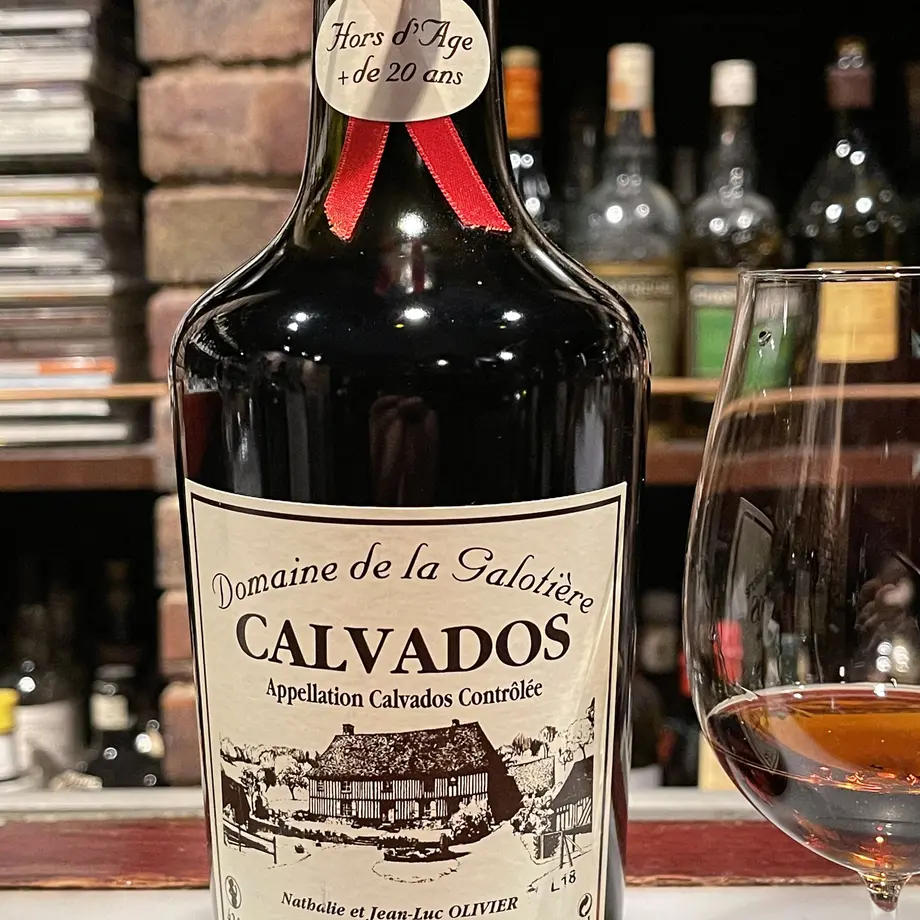 Hors d'Age
+ de 20 ans
Domaine de la Galotière
CALVADOS
Appellation Calvados Contrôlée
L18
Nathalie et Jean-Luc OLIVIER